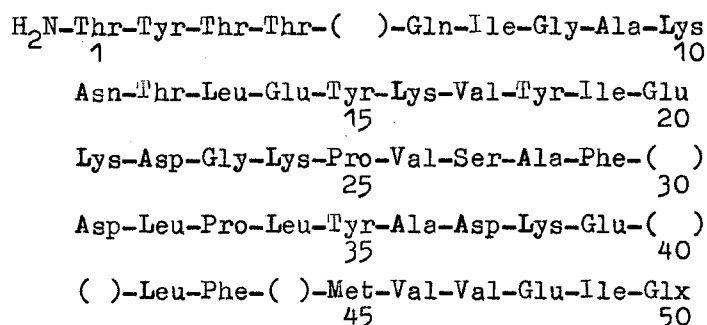 H2N-Thr-Tyr-Thr-Thr-( )-Gln-Ile-Gly-Ala-Lys
1 10
Asn-Thr-Leu-Glu-Tyr-Lys-Val-Tyr-Ile-Glu
15 20
Lys-Asp-Gly-Lys-Pro-Val-Ser-Ala-Phe-( )
25 30
Asp-Leu-Pro-Leu-Tyr-Ala-Asp-Lys-Glu-( )
35 40
( )-Leu-Phe-( )-Met-Val-Val-Glu-Ile-Glx
45 50